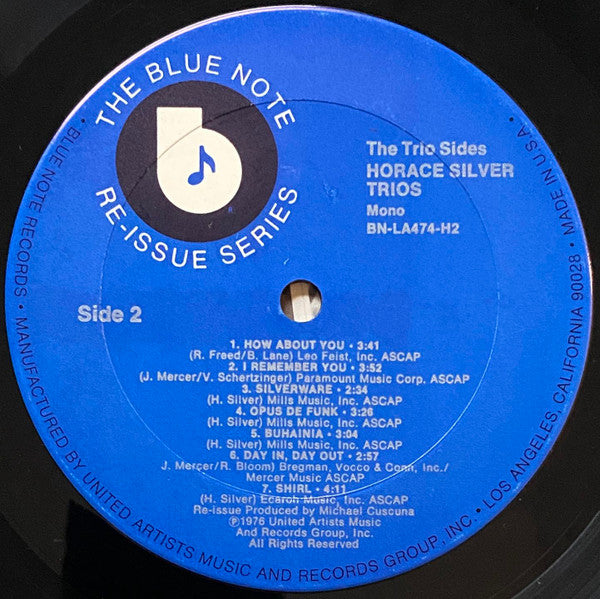 THE BLUE NOTE
RE-ISSUE SERIES
b
The Trio Sides
HORACE SILVER
TRIOS
Mono
BN-LA474-H2
Side 2
1. HOW ABOUT YOU • 3:41
(R. Freed/B. Lane) Leo Feist, Inc. ASCAP
2. I REMEMBER YOU • 3:52
(J. Mercer/V. Schertzinger) Paramount Music Corp. ASCAP
3. SILVERWARE • 2:34
(H. Silver) Mills Music, Inc. ASCAP
4. OPUS DE FUNK • 3:26
(H. Silver) Mills Music, Inc. ASCAP
5. BUHAINIA • 3:04
(H. Silver) Mills Music, Inc. ASCAP
6. DAY IN, DAY OUT • 2:57
J. Mercer/R. Bloom) Bregman, Vocco & Conn, Inc./
Mercer Music ASCAP
7. SHIRL • 4:11
(H. Silver) Ecaroh Music, Inc. ASCAP
Re-issue Produced by Michael Cuscuna
℗1976 United Artists Music
And Records Group, Inc.
All Rights Reserved
• BLUE NOTE RECORDS • MANUFACTURED BY UNITED ARTISTS MUSIC AND RECORDS GROUP, INC. • LOS ANGELES, CALIFORNIA 90028 • MADE IN U.S.A.